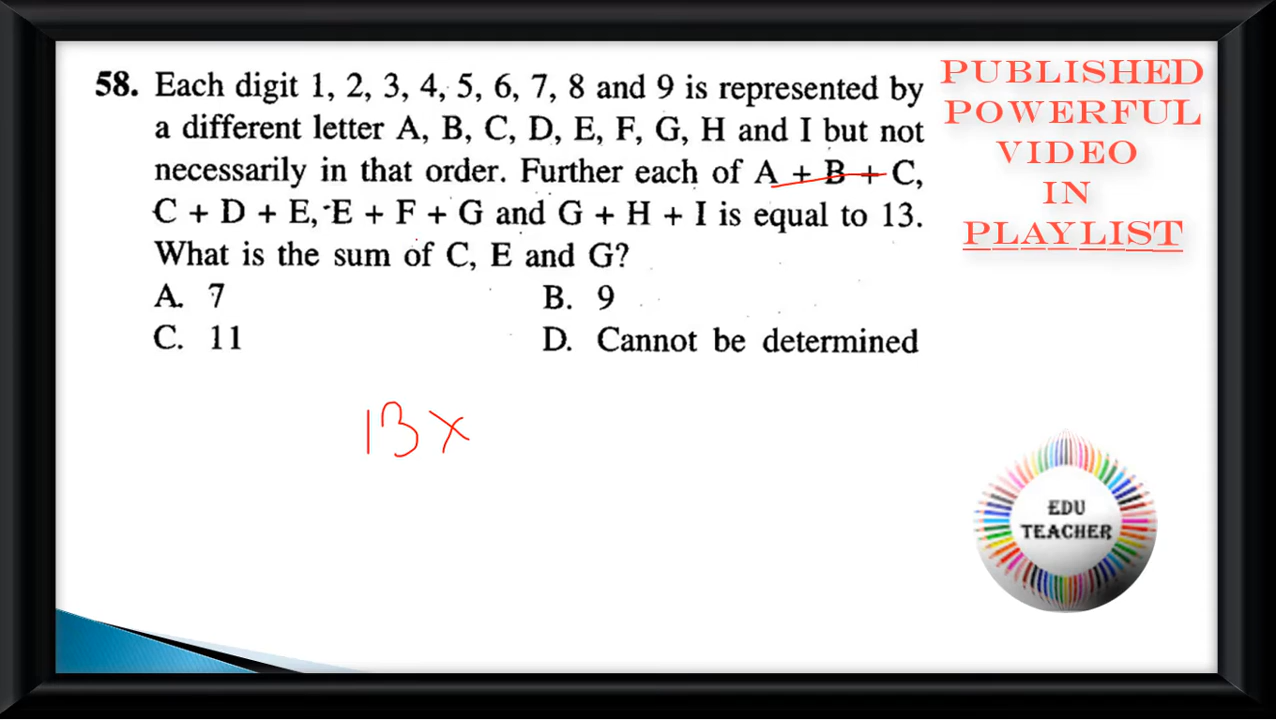 58. Each digit 1, 2, 3, 4, 5, 6, 7, 8 and 9 is represented by
a different letter A, B, C, D, E, F, G, H and I but not
necessarily in that order. Further each of A + B + C,
C + D + E, E + F + G and G + H + I is equal to 13.
What is the sum of C, E and G?
A. 7
B. 9
C. 11
D. Cannot be determined
13 x
PUBLISHED
POWERFUL
VIDEO
IN
PLAYLIST
EDU
TEACHER